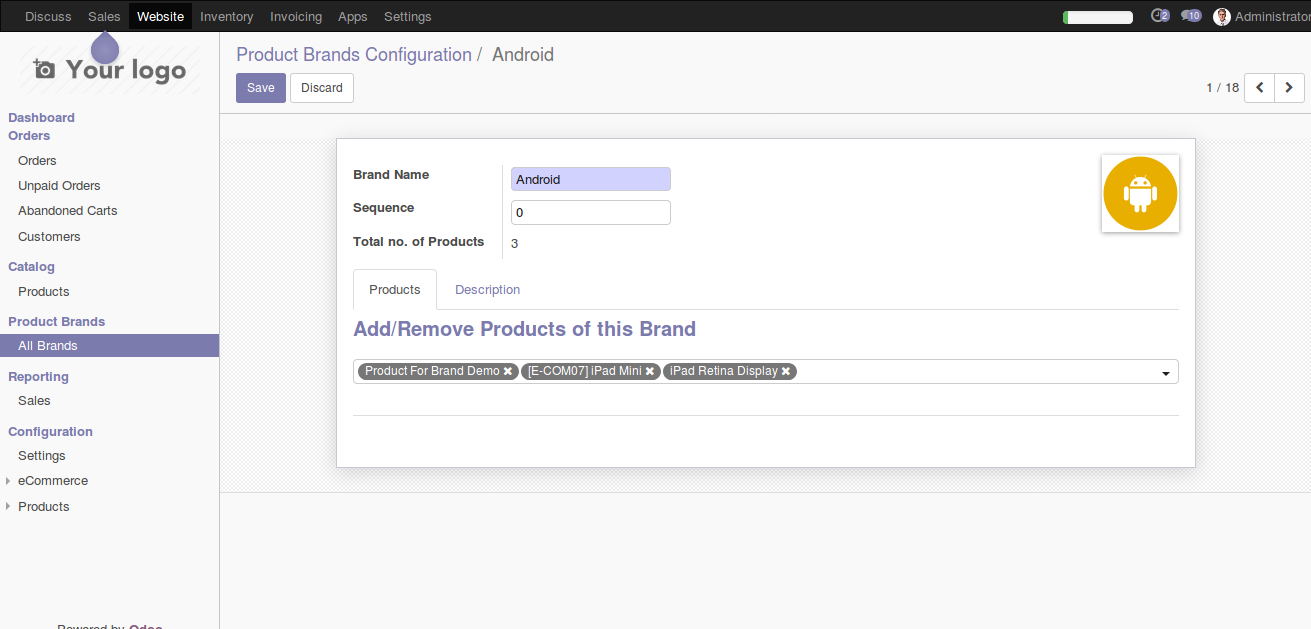 Discuss Sales Website Inventory Invoicing Apps Settings 2 10 Administrator
Your logo
Product Brands Configuration / Android
Save Discard
1 / 18
Dashboard
Orders
Orders
Unpaid Orders
Abandoned Carts
Customers
Catalog
Products
Product Brands
All Brands
Reporting
Sales
Configuration
Settings
eCommerce
Products
Powered by Odoo
Brand Name Android
Sequence 0
Total no. of Products 3
Products Description
Add/Remove Products of this Brand
Product For Brand Demo ✖ [E-COM07] iPad Mini ✖ iPad Retina Display ✖